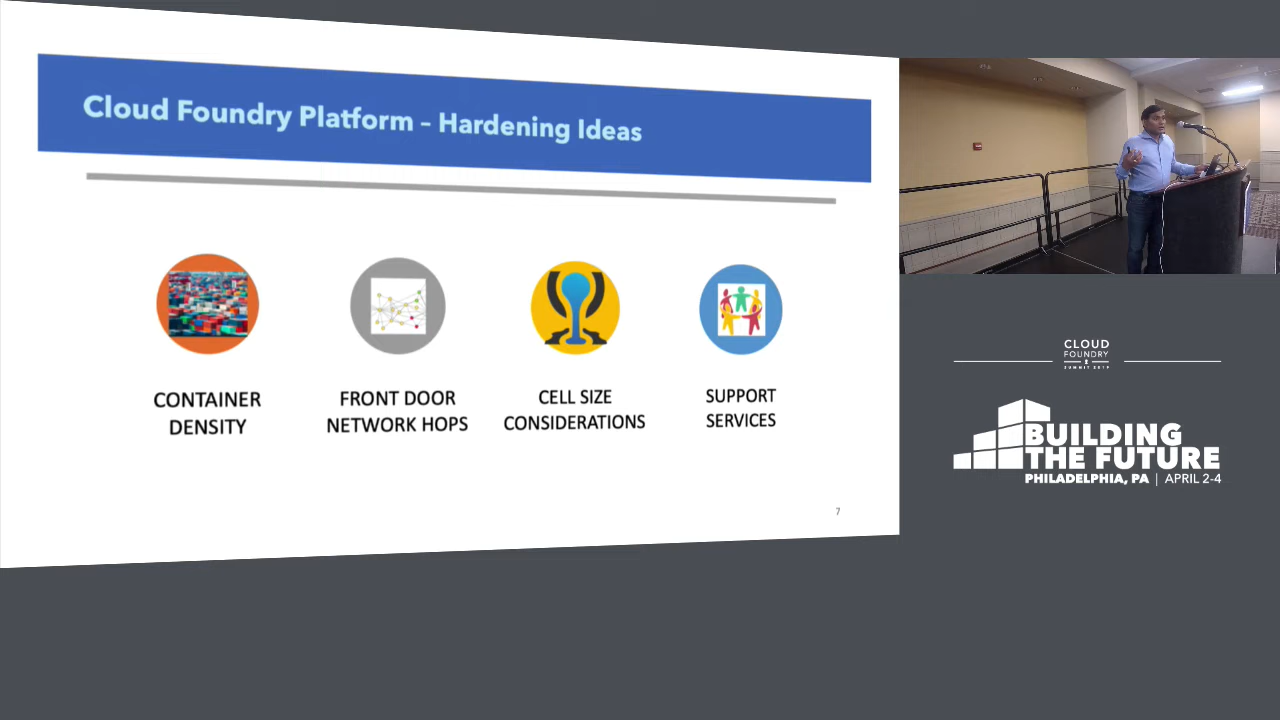 Cloud Foundry Platform – Hardening Ideas
CONTAINER
DENSITY
FRONT DOOR
NETWORK HOPS
CELL SIZE
CONSIDERATIONS
SUPPORT
SERVICES
7
CLOUD
FOUNDRY
SUMMIT 2019
BUILDING
THE FUTURE
PHILADELPHIA, PA | APRIL 2-4